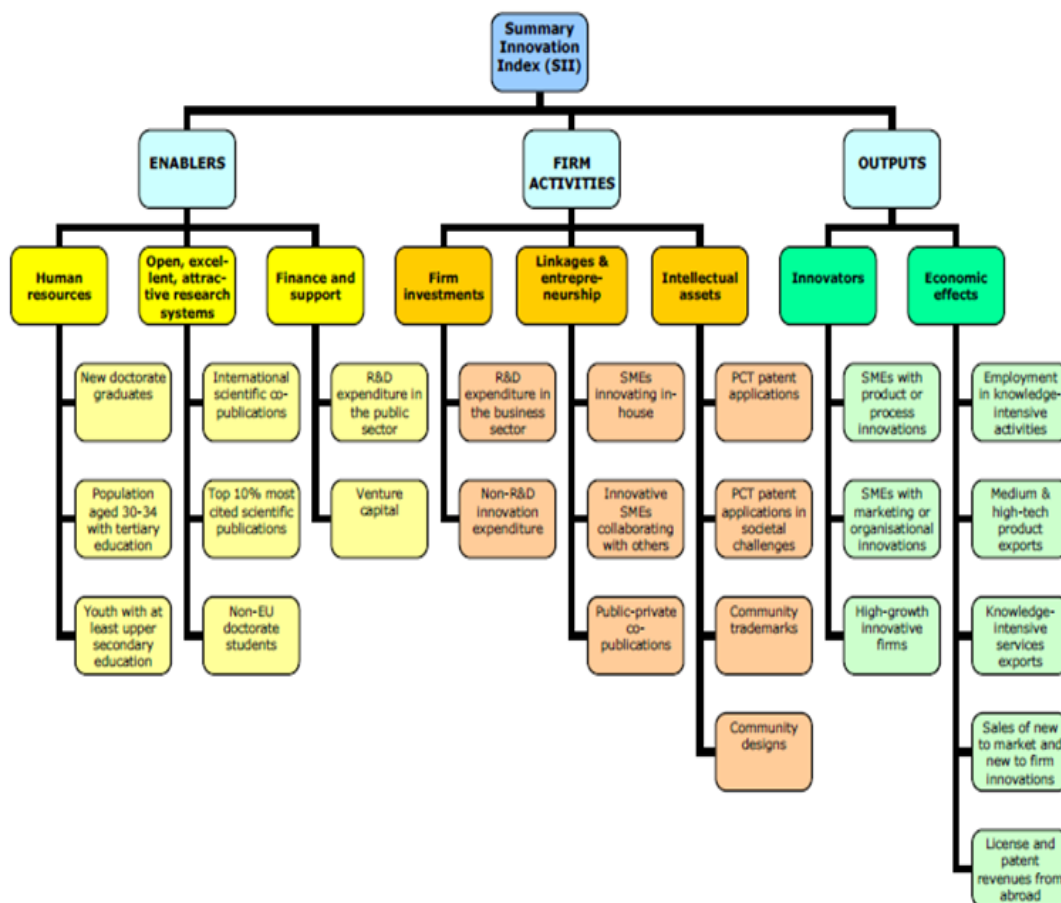 Summary
Innovation
Index (SII)
ENABLERS
FIRM
ACTIVITIES
OUTPUTS
Human
resources
Open, excel-
lent, attrac-
tive research
systems
Finance and
support
Firm
investments
Linkages &
entrepre-
neurship
Intellectual
assets
Innovators
Economic
effects
New doctorate
graduates
International
scientific co-
publications
R&D
expenditure in
the public
sector
R&D
expenditure in
the business
sector
SMEs
innovating in-
house
PCT patent
applications
SMEs with
product or
process
innovations
Employment
in knowledge-
intensive
activities
Population
aged 30-34
with tertiary
education
Top 10% most
cited scientific
publications
Venture
capital
Non-R&D
innovation
expenditure
Innovative
SMEs
collaborating
with others
PCT patent
applications in
societal
challenges
SMEs with
marketing or
organisational
innovations
Medium &
high-tech
product
exports
Youth with at
least upper
secondary
education
Non-EU
doctorate
students
Public-private
co-
publications
Community
trademarks
High-growth
innovative
firms
Knowledge-
intensive
services
exports
Community
designs
Sales of new
to market and
new to firm
innovations
License and
patent
revenues from
abroad